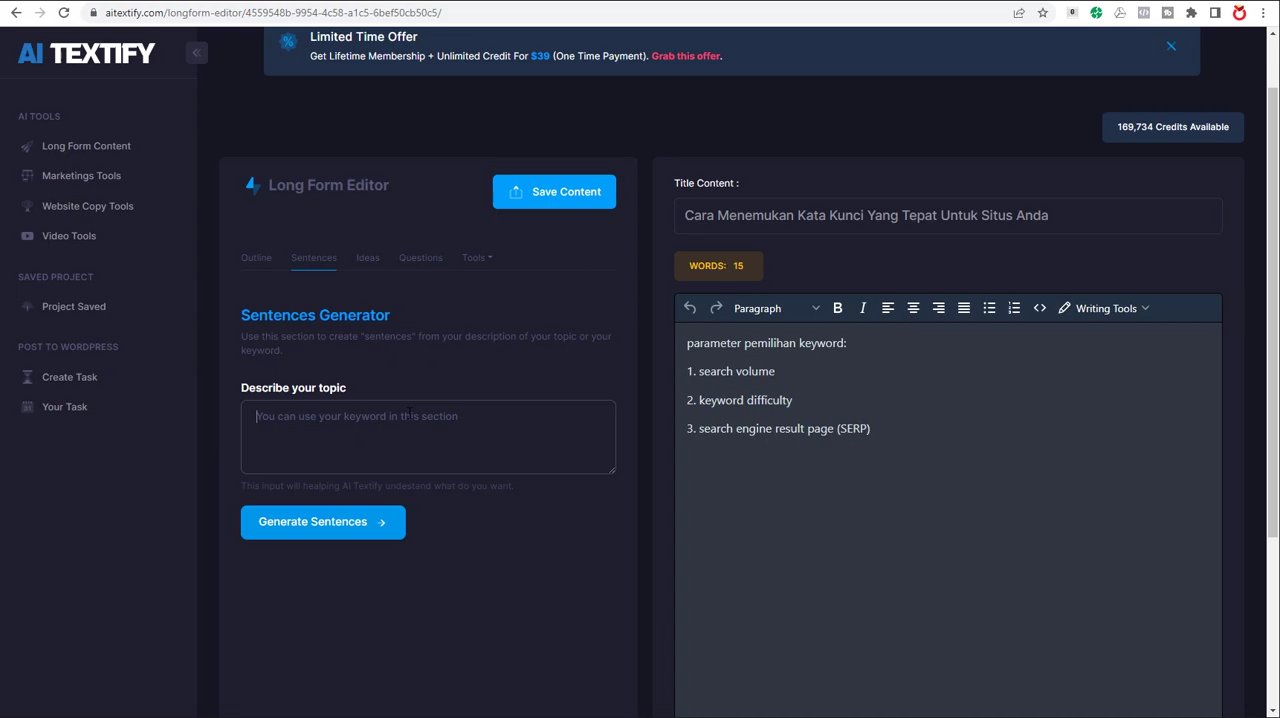 aitextify.com/longform-editor/4559548b-9954-4c58-a1c5-6bef50cb50c5/
AI TEXTIFY
Limited Time Offer
Get Lifetime Membership + Unlimited Credit For $39 (One Time Payment). Grab this offer.
169,734 Credits Available
AI TOOLS
Long Form Content
Marketings Tools
Website Copy Tools
Video Tools
SAVED PROJECT
Project Saved
POST TO WORDPRESS
Create Task
Your Task
Long Form Editor
Save Content
Outline Sentences Ideas Questions Tools
Sentences Generator
Use this section to create "sentences" from your description of your topic or your
keyword.
Describe your topic
You can use your keyword in this section
This input will healping AI Textify undestand what do you want.
Generate Sentences
Title Content :
Cara Menemukan Kata Kunci Yang Tepat Untuk Situs Anda
WORDS: 15
Paragraph B I Writing Tools
parameter pemilihan keyword:
1. search volume
2. keyword difficulty
3. search engine result page (SERP)